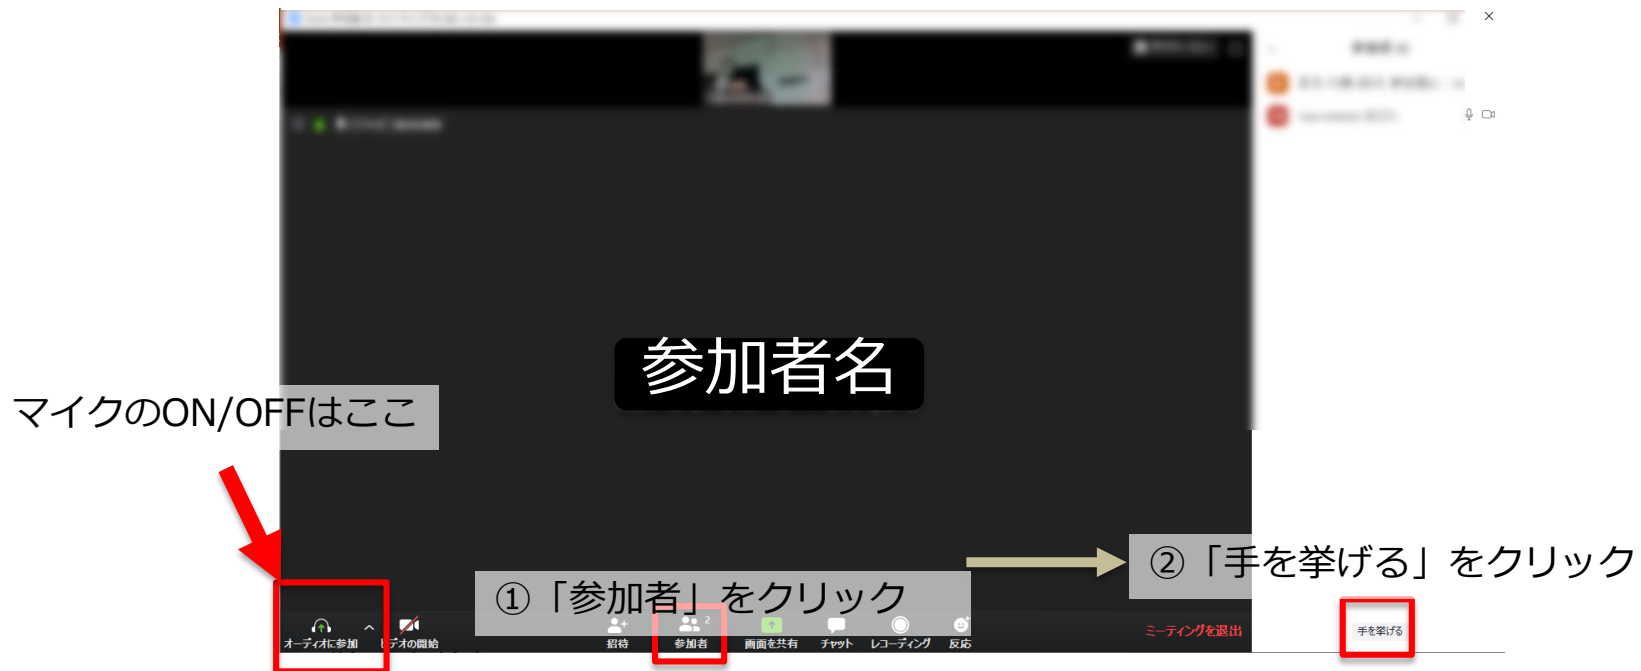 参加者名
マイクのON/OFFはここ
②「手を挙げる」をクリック
①「参加者」をクリック
オーディオに参加
ビデオの開始
招待
参加者
2
画面を共有
チャット
レコーディング
反応
ミーティングを退出
手を挙げる